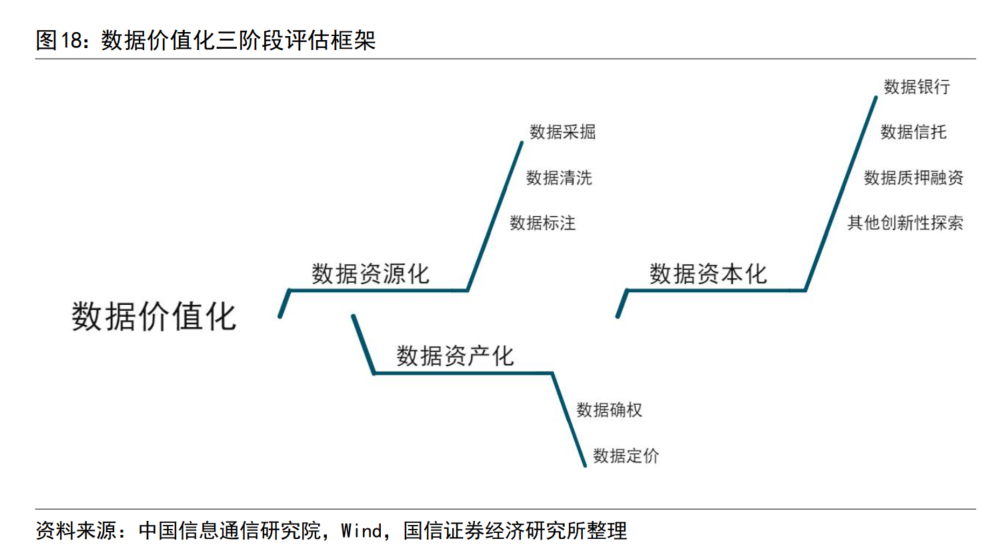 图18：数据价值化三阶段评估框架
数据银行
数据采掘
数据信托
数据清洗
数据质押融资
数据标注
其他创新性探索
数据资源化
数据资本化
数据价值化
数据资产化
数据确权
数据定价
资料来源：中国信息通信研究院，Wind，国信证券经济研究所整理